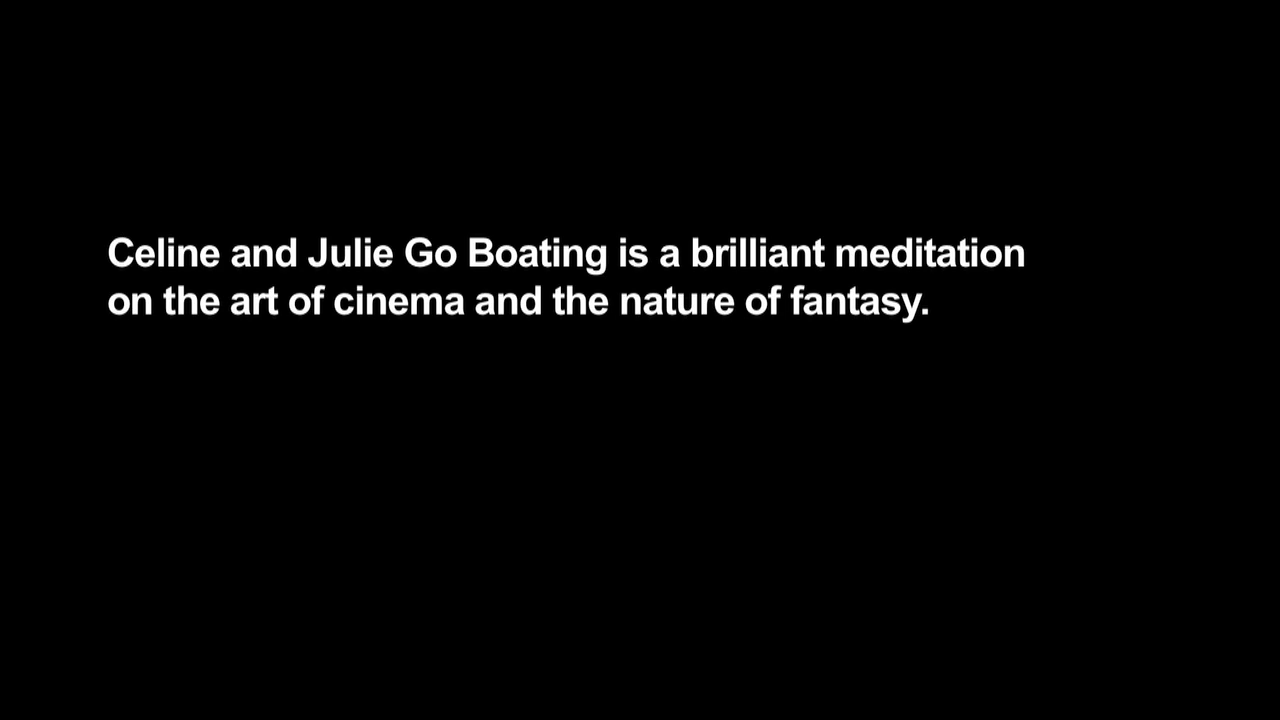 Celine and Julie Go Boating is a brilliant meditation
on the art of cinema and the nature of fantasy.